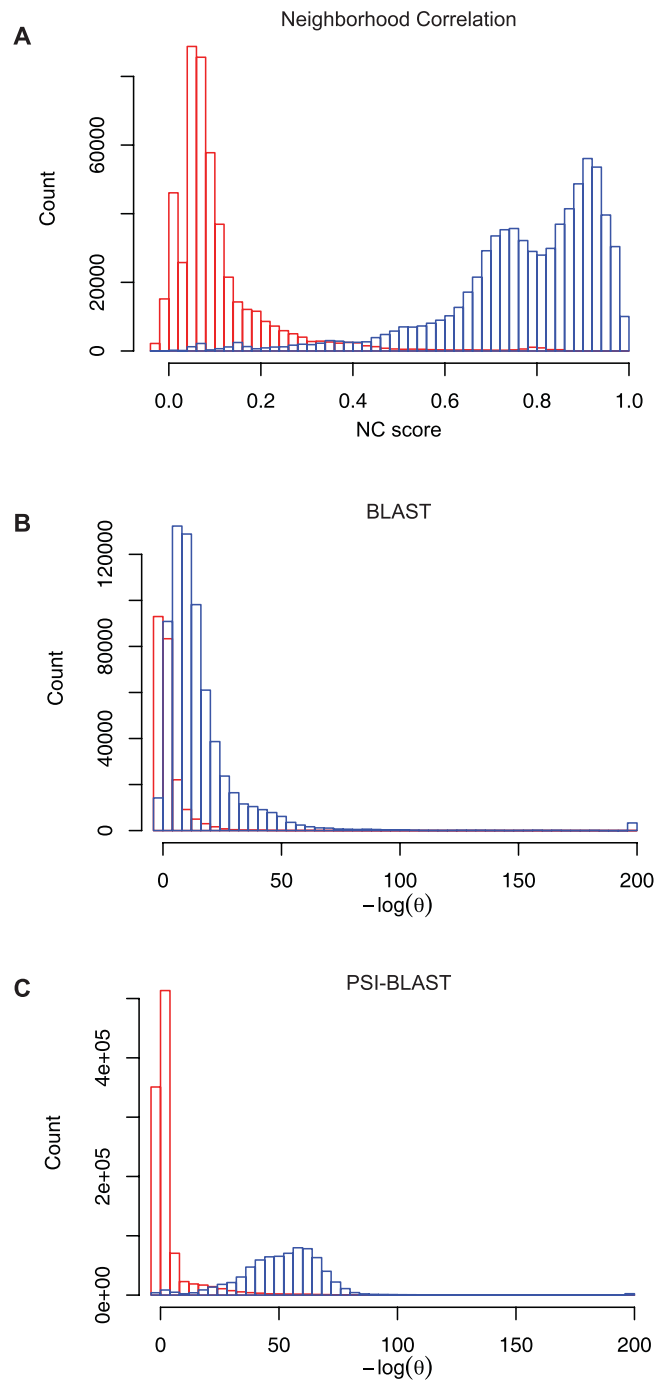 A
Neighborhood Correlation
Count
0
20000
60000
0.0 0.2 0.4 0.6 0.8 1.0
NC score
B
BLAST
Count
0
40000
80000
120000
0 50 100 150 200
−log(θ)
C
PSI-BLAST
Count
0e+00
2e+05
4e+05
0 50 100 150 200
−log(θ)